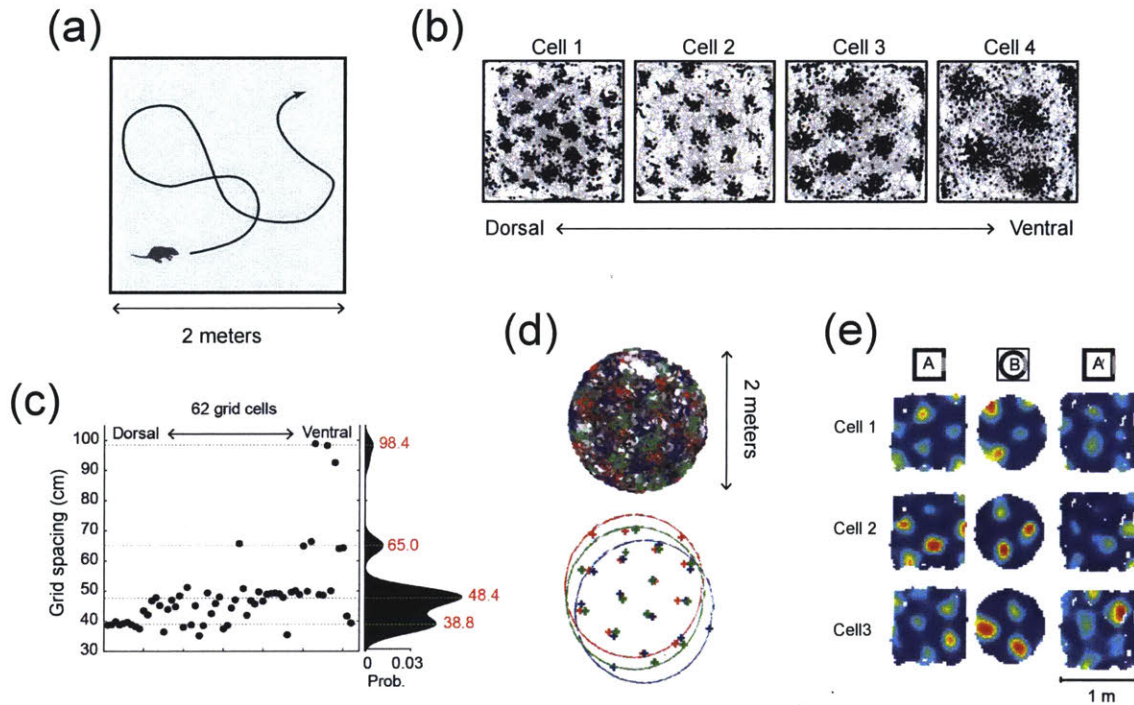 (a)
2 meters
(b)
Cell 1 Cell 2 Cell 3 Cell 4
Dorsal Ventral
(c)
62 grid cells
Dorsal Ventral
Grid spacing (cm)
100
90
80
70
60
50
40
30
98.4
65.0
48.4
38.8
0 0.03
Prob.
(d)
2 meters
(e)
A B A'
Cell 1
Cell 2
Cell3
1 m